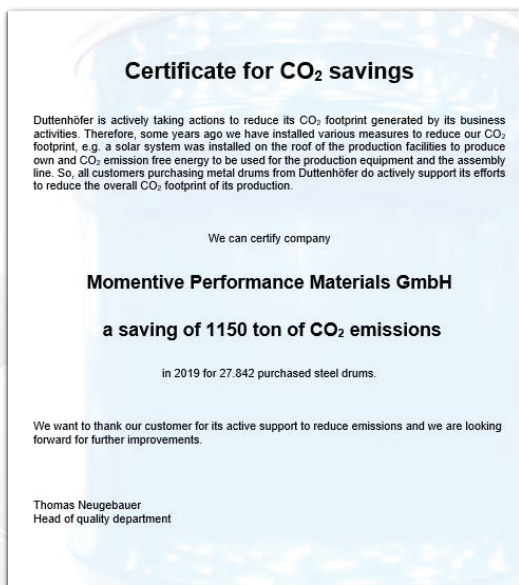 Certificate for CO₂ savings
Duttenhöfer is actively taking actions to reduce its CO₂ footprint generated by its business
activities. Therefore, some years ago we have installed various measures to reduce our CO₂
footprint, e.g. a solar system was installed on the roof of the production facilities to produce
own and CO₂ emission free energy to be used for the production equipment and the assembly
line. So, all customers purchasing metal drums from Duttenhöfer do actively support its efforts
to reduce the overall CO₂ footprint of its production.
We can certify company
Momentive Performance Materials GmbH
a saving of 1150 ton of CO₂ emissions
in 2019 for 27.842 purchased steel drums.
We want to thank our customer for its active support to reduce emissions and we are looking
forward for further improvements.
Thomas Neugebauer
Head of quality department